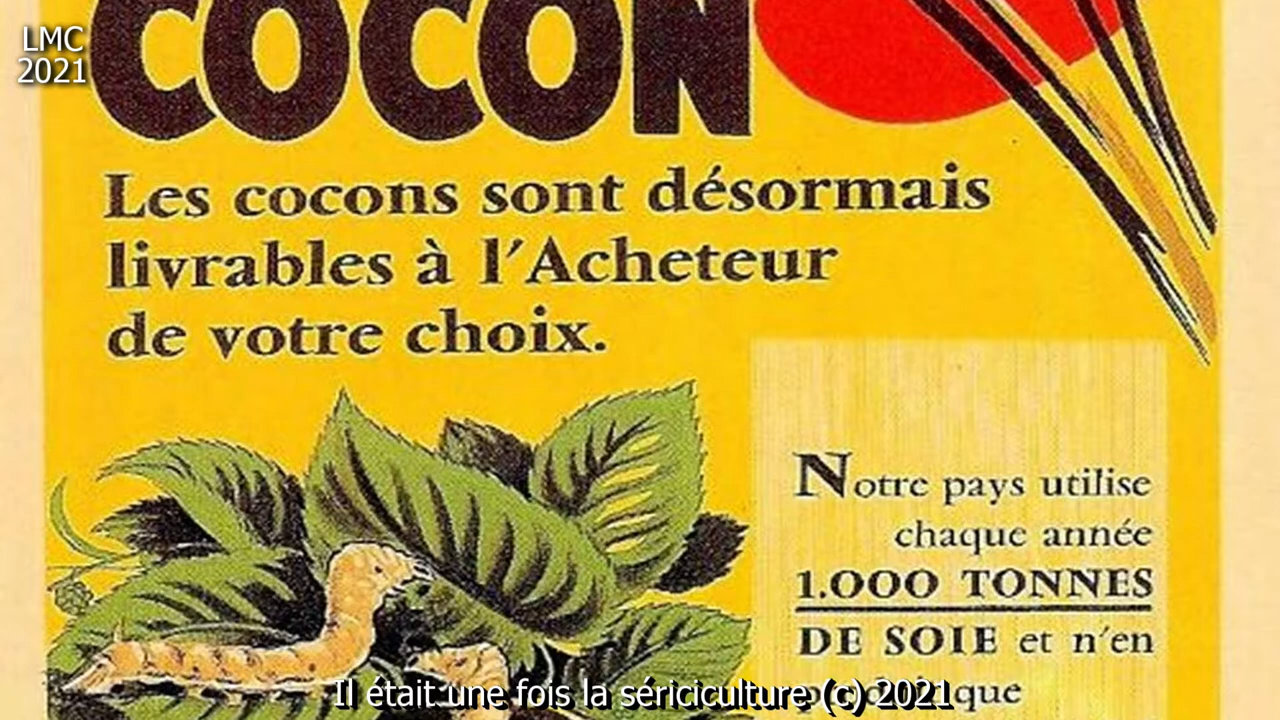 LMC
2021
COCON
Les cocons sont désormais
livrables à l'Acheteur
de votre choix.
Notre pays utilise
chaque année
1.000 TONNES
DE SOIE et n'en
Il était une fois la sériciculture (c) 2021